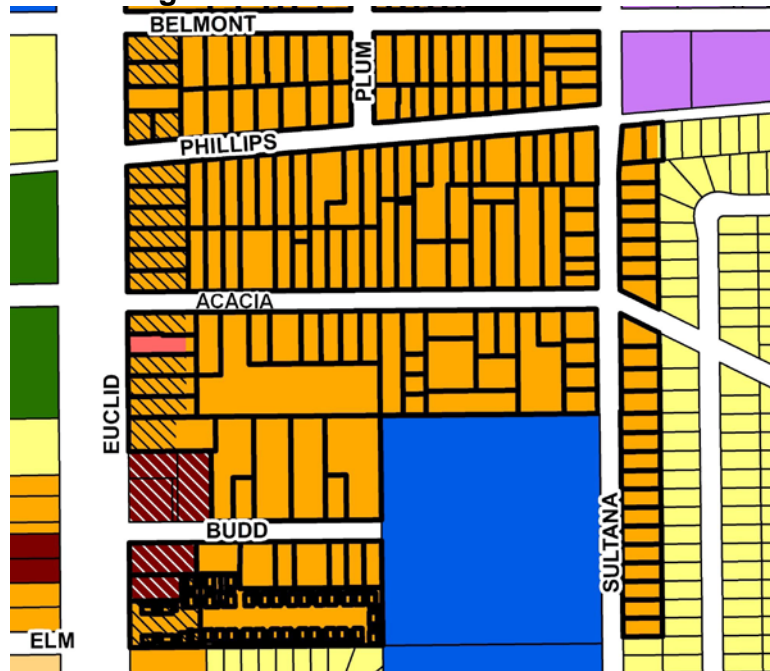 BELMONT
PLUM
PHILLIPS
ACACIA
EUCLID
SULTANA
BUDD
ELM